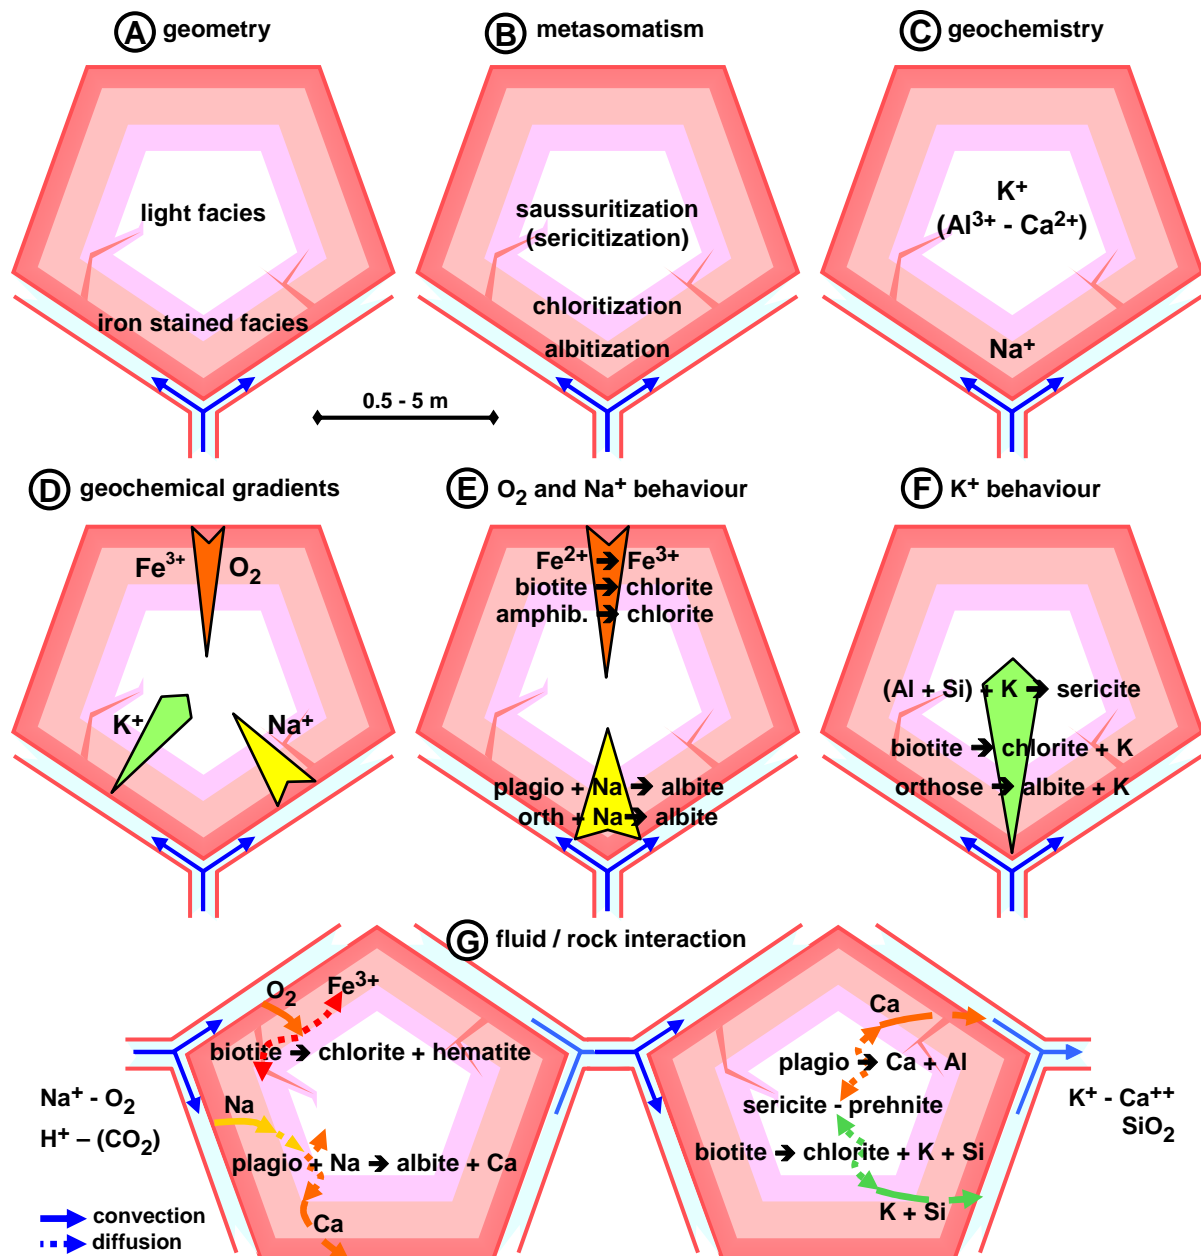 A geometry
B metasomatism
C geochemistry
light facies
iron stained facies
saussuritization
(sericitization)
chloritization
albitization
K+
(Al3+ - Ca2+)
Na+
0.5 - 5 m
D geochemical gradients
E O2 and Na+ behaviour
F K+ behaviour
Fe3+ O2
K+ Na+
Fe2+ ➔ Fe3+
biotite ➔ chlorite
amphib. ➔ chlorite
plagio + Na ➔ albite
orth + Na ➔ albite
(Al + Si) + K ➔ sericite
biotite ➔ chlorite + K
orthose ➔ albite + K
G fluid / rock interaction
O2 Fe3+
biotite ➔ chlorite + hematite
Na+ - O2
H+ – (CO2)
Na
plagio + Na ➔ albite + Ca
Ca
Ca
plagio ➔ Ca + Al
sericite - prehnite
biotite ➔ chlorite + K + Si
K + Si
K+ - Ca++
SiO2
convection
diffusion